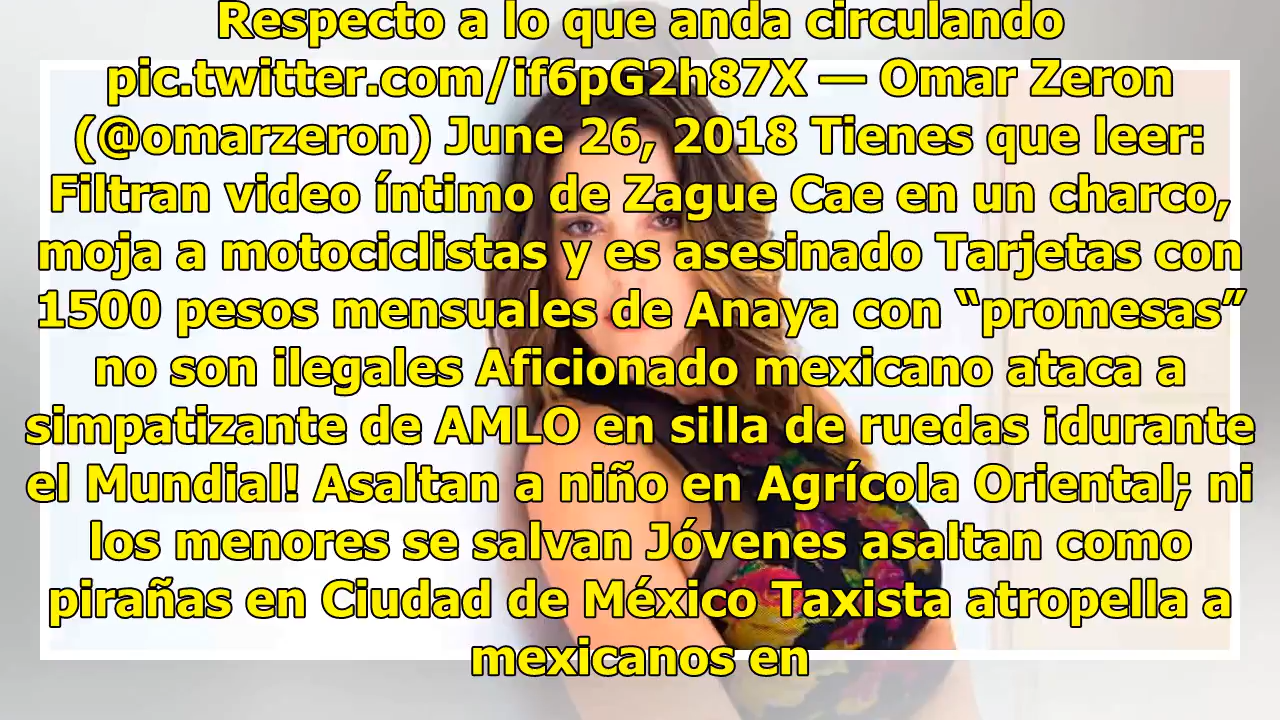 Respecto a lo que anda circulando
pic.twitter.com/if6pG2h87X — Omar Zeron
(@omarzeron) June 26, 2018 Tienes que leer:
Filtran video íntimo de Zague Cae en un charco,
moja a motociclistas y es asesinado Tarjetas con
1500 pesos mensuales de Anaya con “promesas”
no son ilegales Aficionado mexicano ataca a
simpatizante de AMLO en silla de ruedas ¡durante
el Mundial! Asaltan a niño en Agrícola Oriental; ni
los menores se salvan Jóvenes asaltan como
pirañas en Ciudad de México Taxista atropella a
mexicanos en